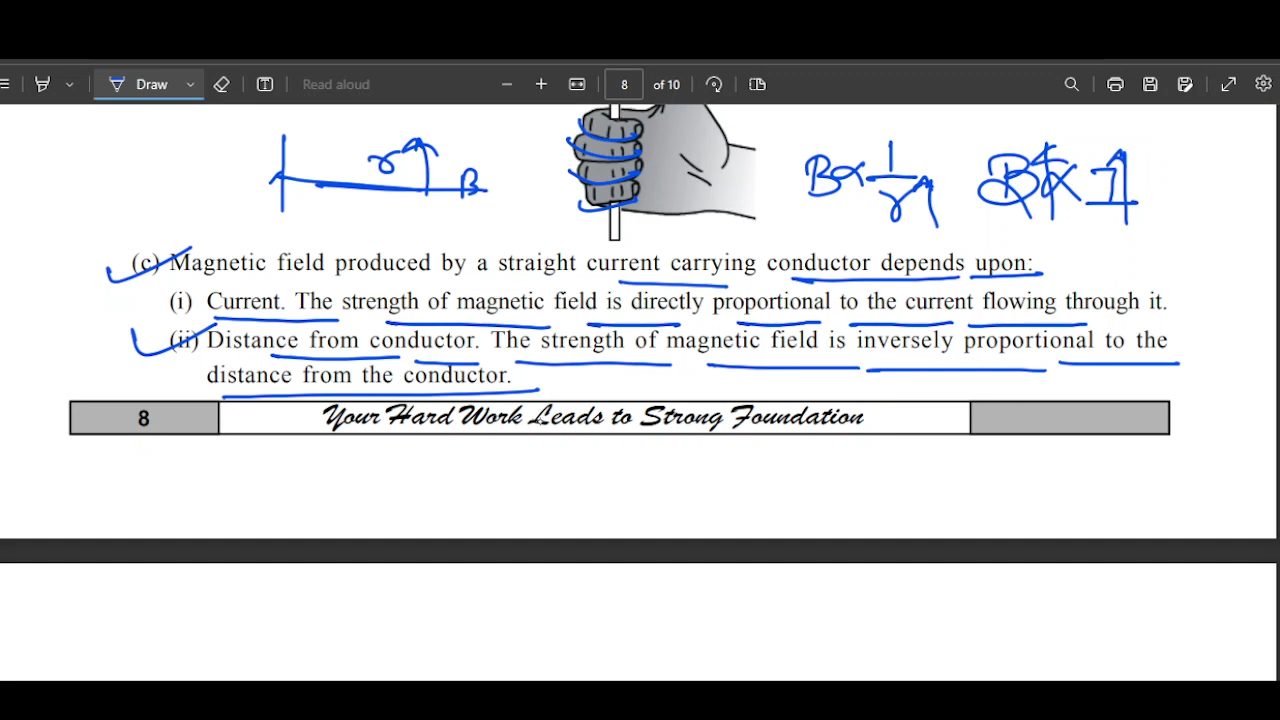 Draw
Read aloud
8
of 10
r
B
B ∝ 1/r
B ∝ I
(c) Magnetic field produced by a straight current carrying conductor depends upon:
(i) Current. The strength of magnetic field is directly proportional to the current flowing through it.
(ii) Distance from conductor. The strength of magnetic field is inversely proportional to the
distance from the conductor.
8
Your Hard Work Leads to Strong Foundation